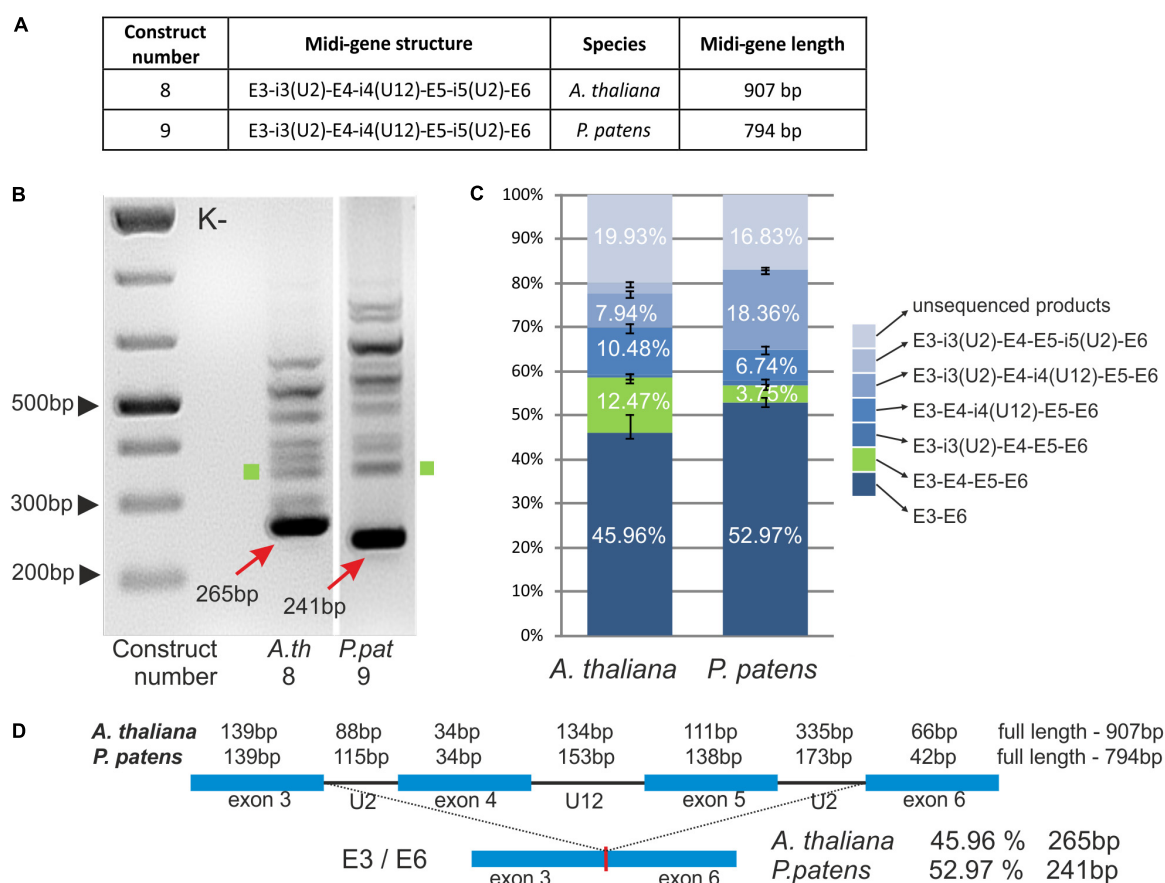 A
Construct number Midi-gene structure Species Midi-gene length
8 E3-i3(U2)-E4-i4(U12)-E5-i5(U2)-E6 A. thaliana 907 bp
9 E3-i3(U2)-E4-i4(U12)-E5-i5(U2)-E6 P. patens 794 bp
B
K-
500bp
300bp
200bp
265bp
241bp
Construct number
A.th
8
P.pat
9
C
100%
90%
80%
70%
60%
50%
40%
30%
20%
10%
0%
19.93%
7.94%
10.48%
12.47%
45.96%
16.83%
18.36%
6.74%
3.75%
52.97%
A. thaliana P. patens
unsequenced products
E3-i3(U2)-E4-E5-i5(U2)-E6
E3-i3(U2)-E4-i4(U12)-E5-E6
E3-E4-i4(U12)-E5-E6
E3-i3(U2)-E4-E5-E6
E3-E4-E5-E6
E3-E6
D
A. thaliana 139bp 88bp 34bp 134bp 111bp 335bp 66bp full length - 907bp
P. patens 139bp 115bp 34bp 153bp 138bp 173bp 42bp full length - 794bp
exon 3 U2 exon 4 U12 exon 5 U2 exon 6
E3 / E6
exon 3 exon 6
A. thaliana 45.96 % 265bp
P.patens 52.97 % 241bp